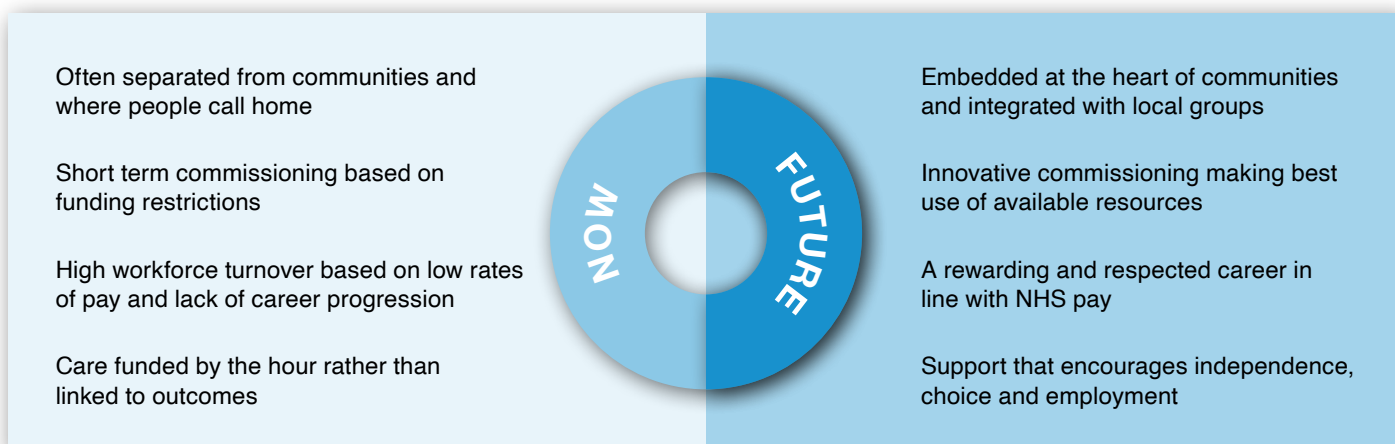 Often separated from communities and
where people call home
Short term commissioning based on
funding restrictions
High workforce turnover based on low rates
of pay and lack of career progression
Care funded by the hour rather than
linked to outcomes
NOW
FUTURE
Embedded at the heart of communities
and integrated with local groups
Innovative commissioning making best
use of available resources
A rewarding and respected career in
line with NHS pay
Support that encourages independence,
choice and employment